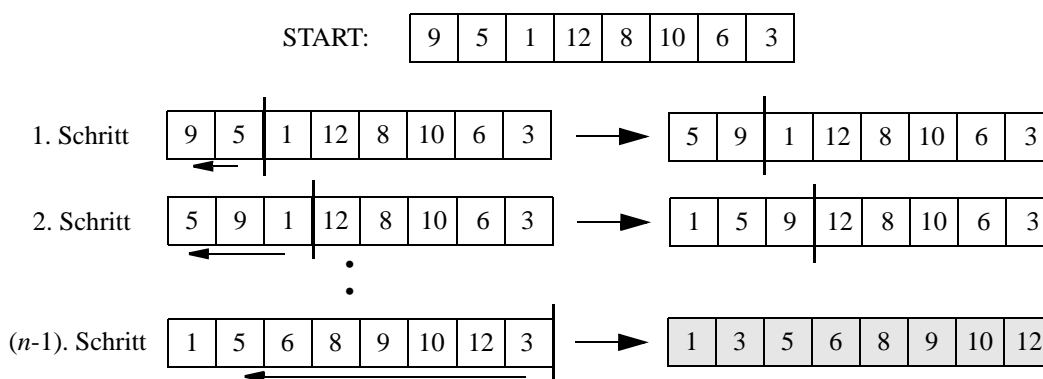 START: 9 5 1 12 8 10 6 3
1. Schritt 9 5 1 12 8 10 6 3 5 9 1 12 8 10 6 3
2. Schritt 5 9 1 12 8 10 6 3 1 5 9 12 8 10 6 3
(n-1). Schritt 1 5 6 8 9 10 12 3 1 3 5 6 8 9 10 12